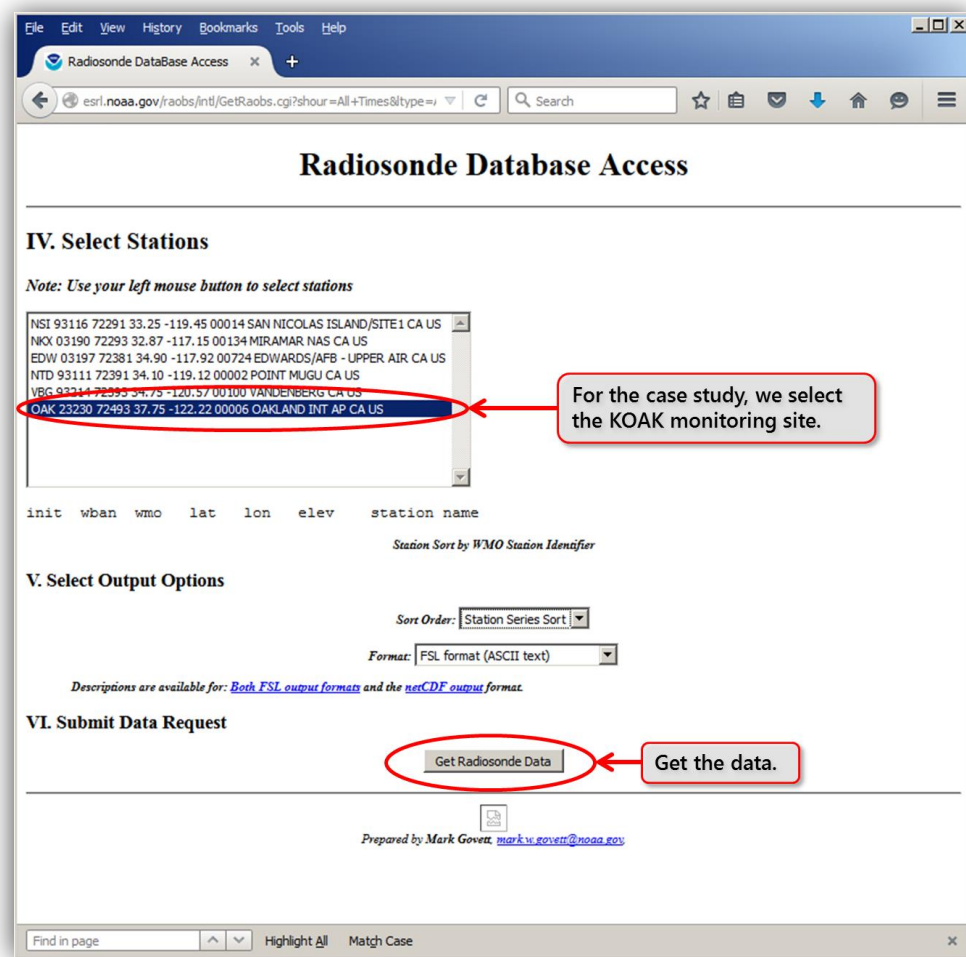 File Edit View History Bookmarks Tools Help
Radiosonde DataBase Access × +
esrl.noaa.gov/raobs/intl/GetRaobs.cgi?shour=All+Times&ltype=
Search
Radiosonde Database Access
IV. Select Stations
Note: Use your left mouse button to select stations
NSI 93116 72291 33.25 -119.45 00014 SAN NICOLAS ISLAND/SITE1 CA US
NKX 03190 72293 32.87 -117.15 00134 MIRAMAR NAS CA US
EDW 03197 72381 34.90 -117.92 00724 EDWARDS/AFB - UPPER AIR CA US
NTD 93111 72391 34.10 -119.12 00002 POINT MUGU CA US
VBG 93214 72393 34.75 -120.57 00100 VANDENBERG CA US
OAK 23230 72493 37.75 -122.22 00006 OAKLAND INT AP CA US
For the case study, we select
the KOAK monitoring site.
init wban wmo lat lon elev station name
Station Sort by WMO Station Identifier
V. Select Output Options
Sort Order: Station Series Sort
Format: FSL format (ASCII text)
Descriptions are available for: Both FSL output formats and the netCDF output format.
VI. Submit Data Request
Get Radiosonde Data
Get the data.
Prepared by Mark Govett, mark.w.govett@noaa.gov,
Find in page Highlight All Match Case ×